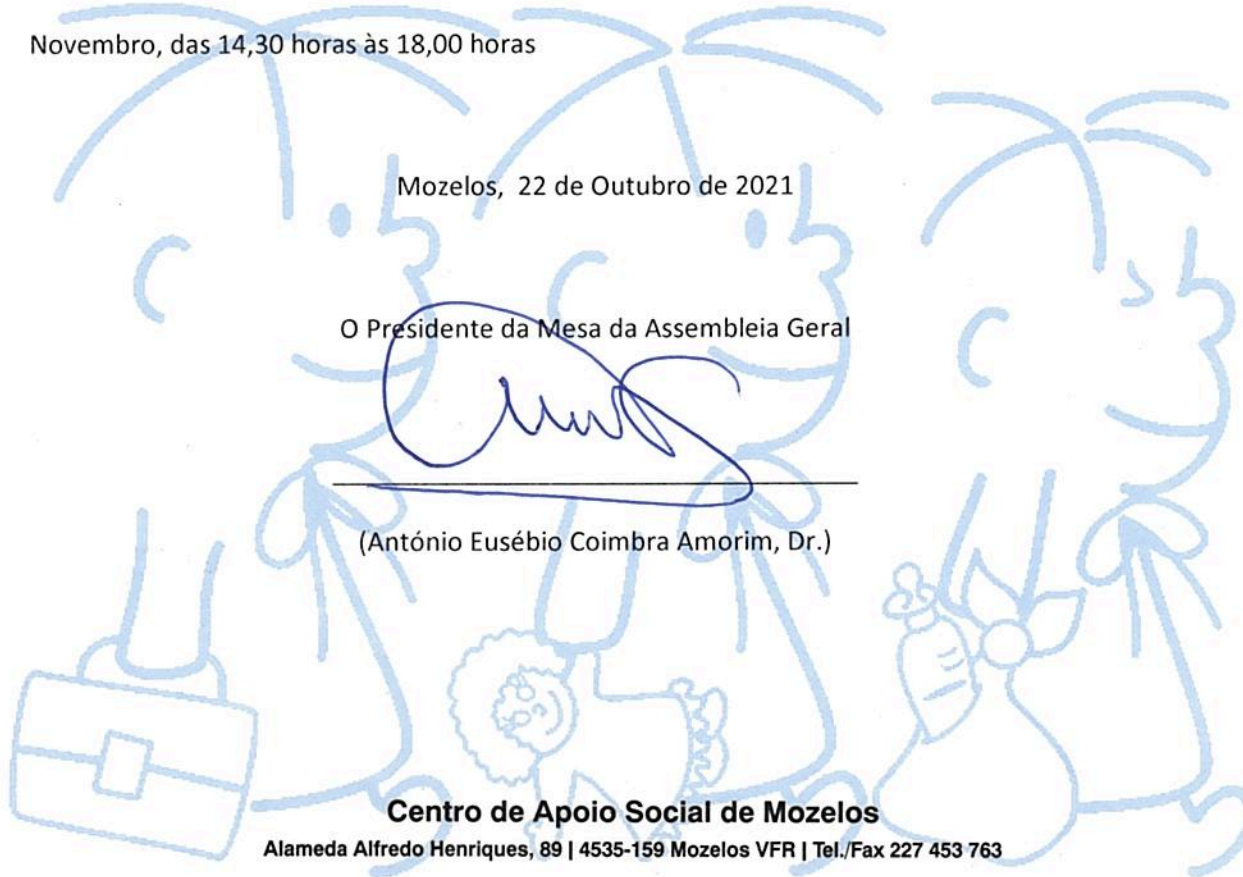 Novembro, das 14,30 horas às 18,00 horas
Mozelos, 22 de Outubro de 2021
O Presidente da Mesa da Assembleia Geral
(António Eusébio Coimbra Amorim, Dr.)
Centro de Apoio Social de Mozelos
Alameda Alfredo Henriques, 89 | 4535-159 Mozelos VFR | Tel./Fax 227 453 763